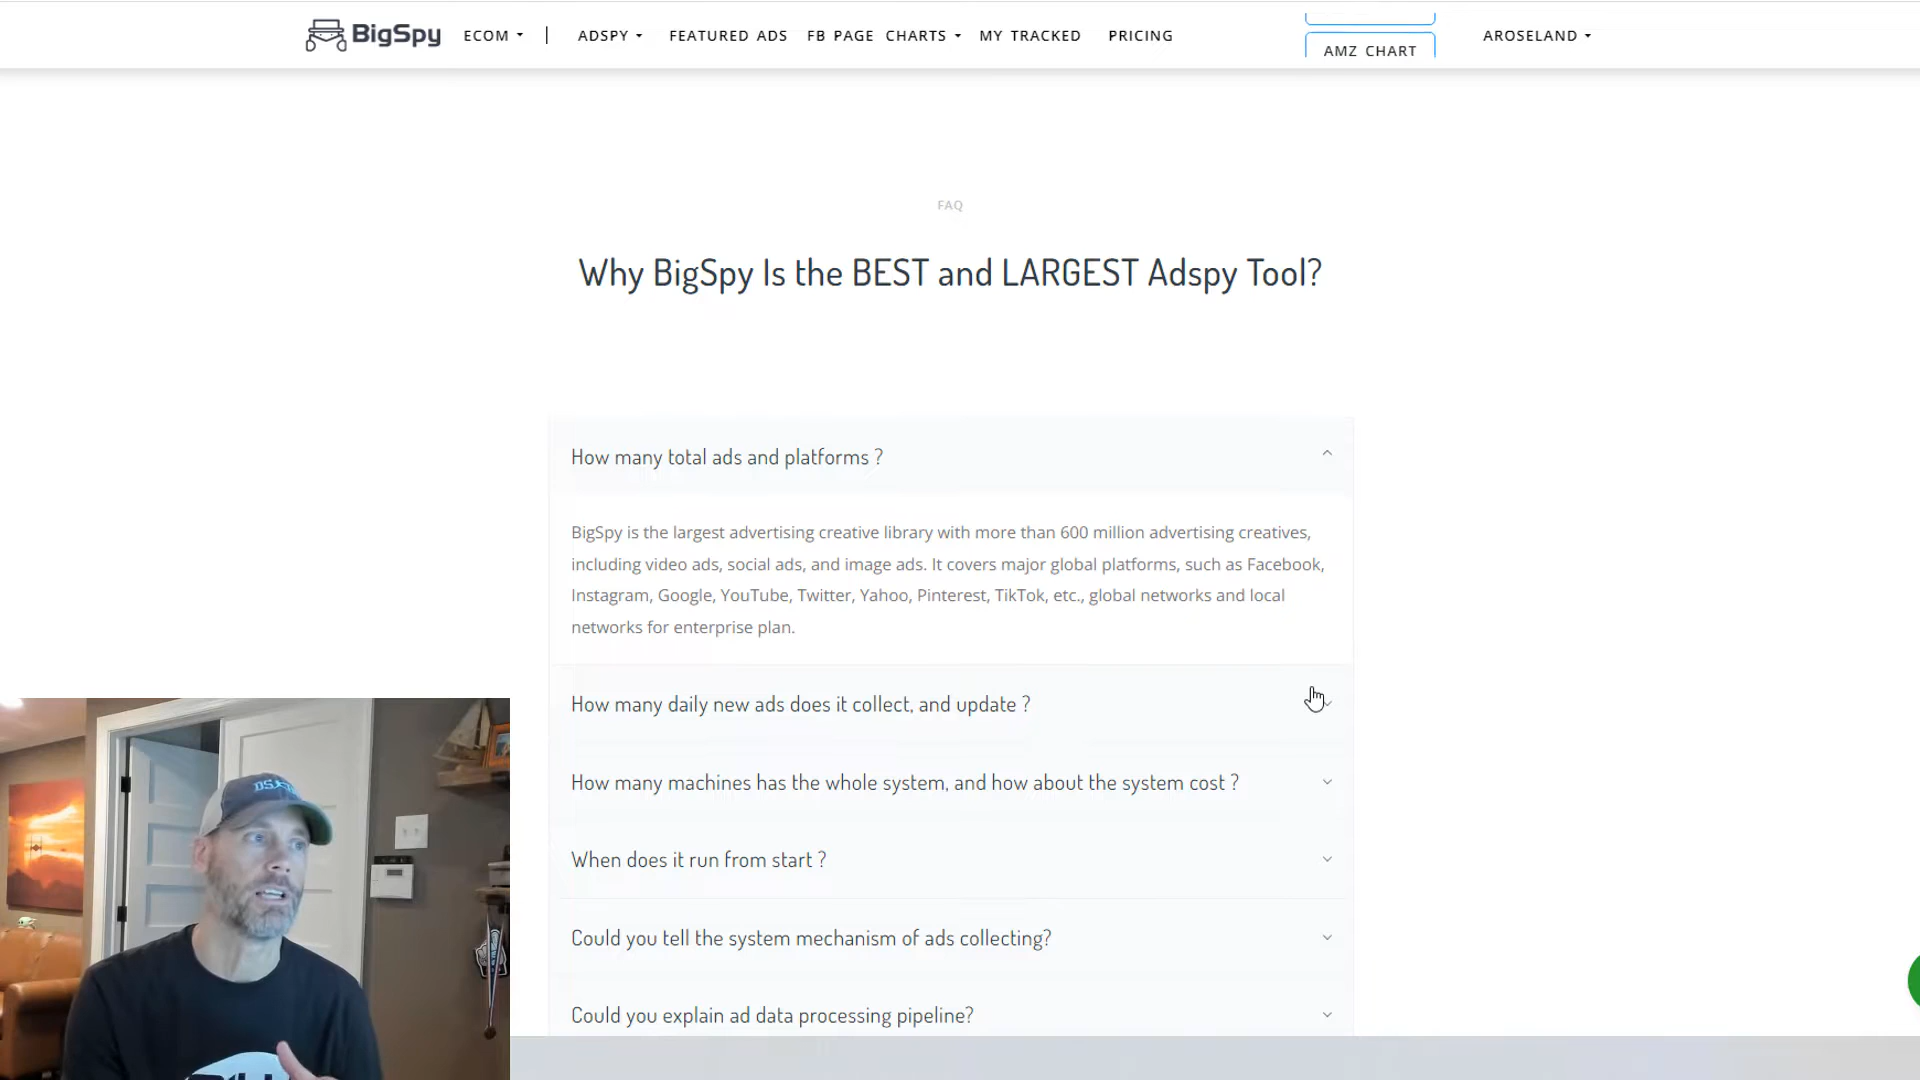 BigSpy ECOM | ADSPY FEATURED ADS FB PAGE CHARTS MY TRACKED PRICING AMZ CHART AROSELAND
FAQ
Why BigSpy Is the BEST and LARGEST Adspy Tool?
How many total ads and platforms ?
BigSpy is the largest advertising creative library with more than 600 million advertising creatives,
including video ads, social ads, and image ads. It covers major global platforms, such as Facebook,
Instagram, Google, YouTube, Twitter, Yahoo, Pinterest, TikTok, etc., global networks and local
networks for enterprise plan.
How many daily new ads does it collect, and update ?
How many machines has the whole system, and how about the system cost ?
When does it run from start ?
Could you tell the system mechanism of ads collecting?
Could you explain ad data processing pipeline?